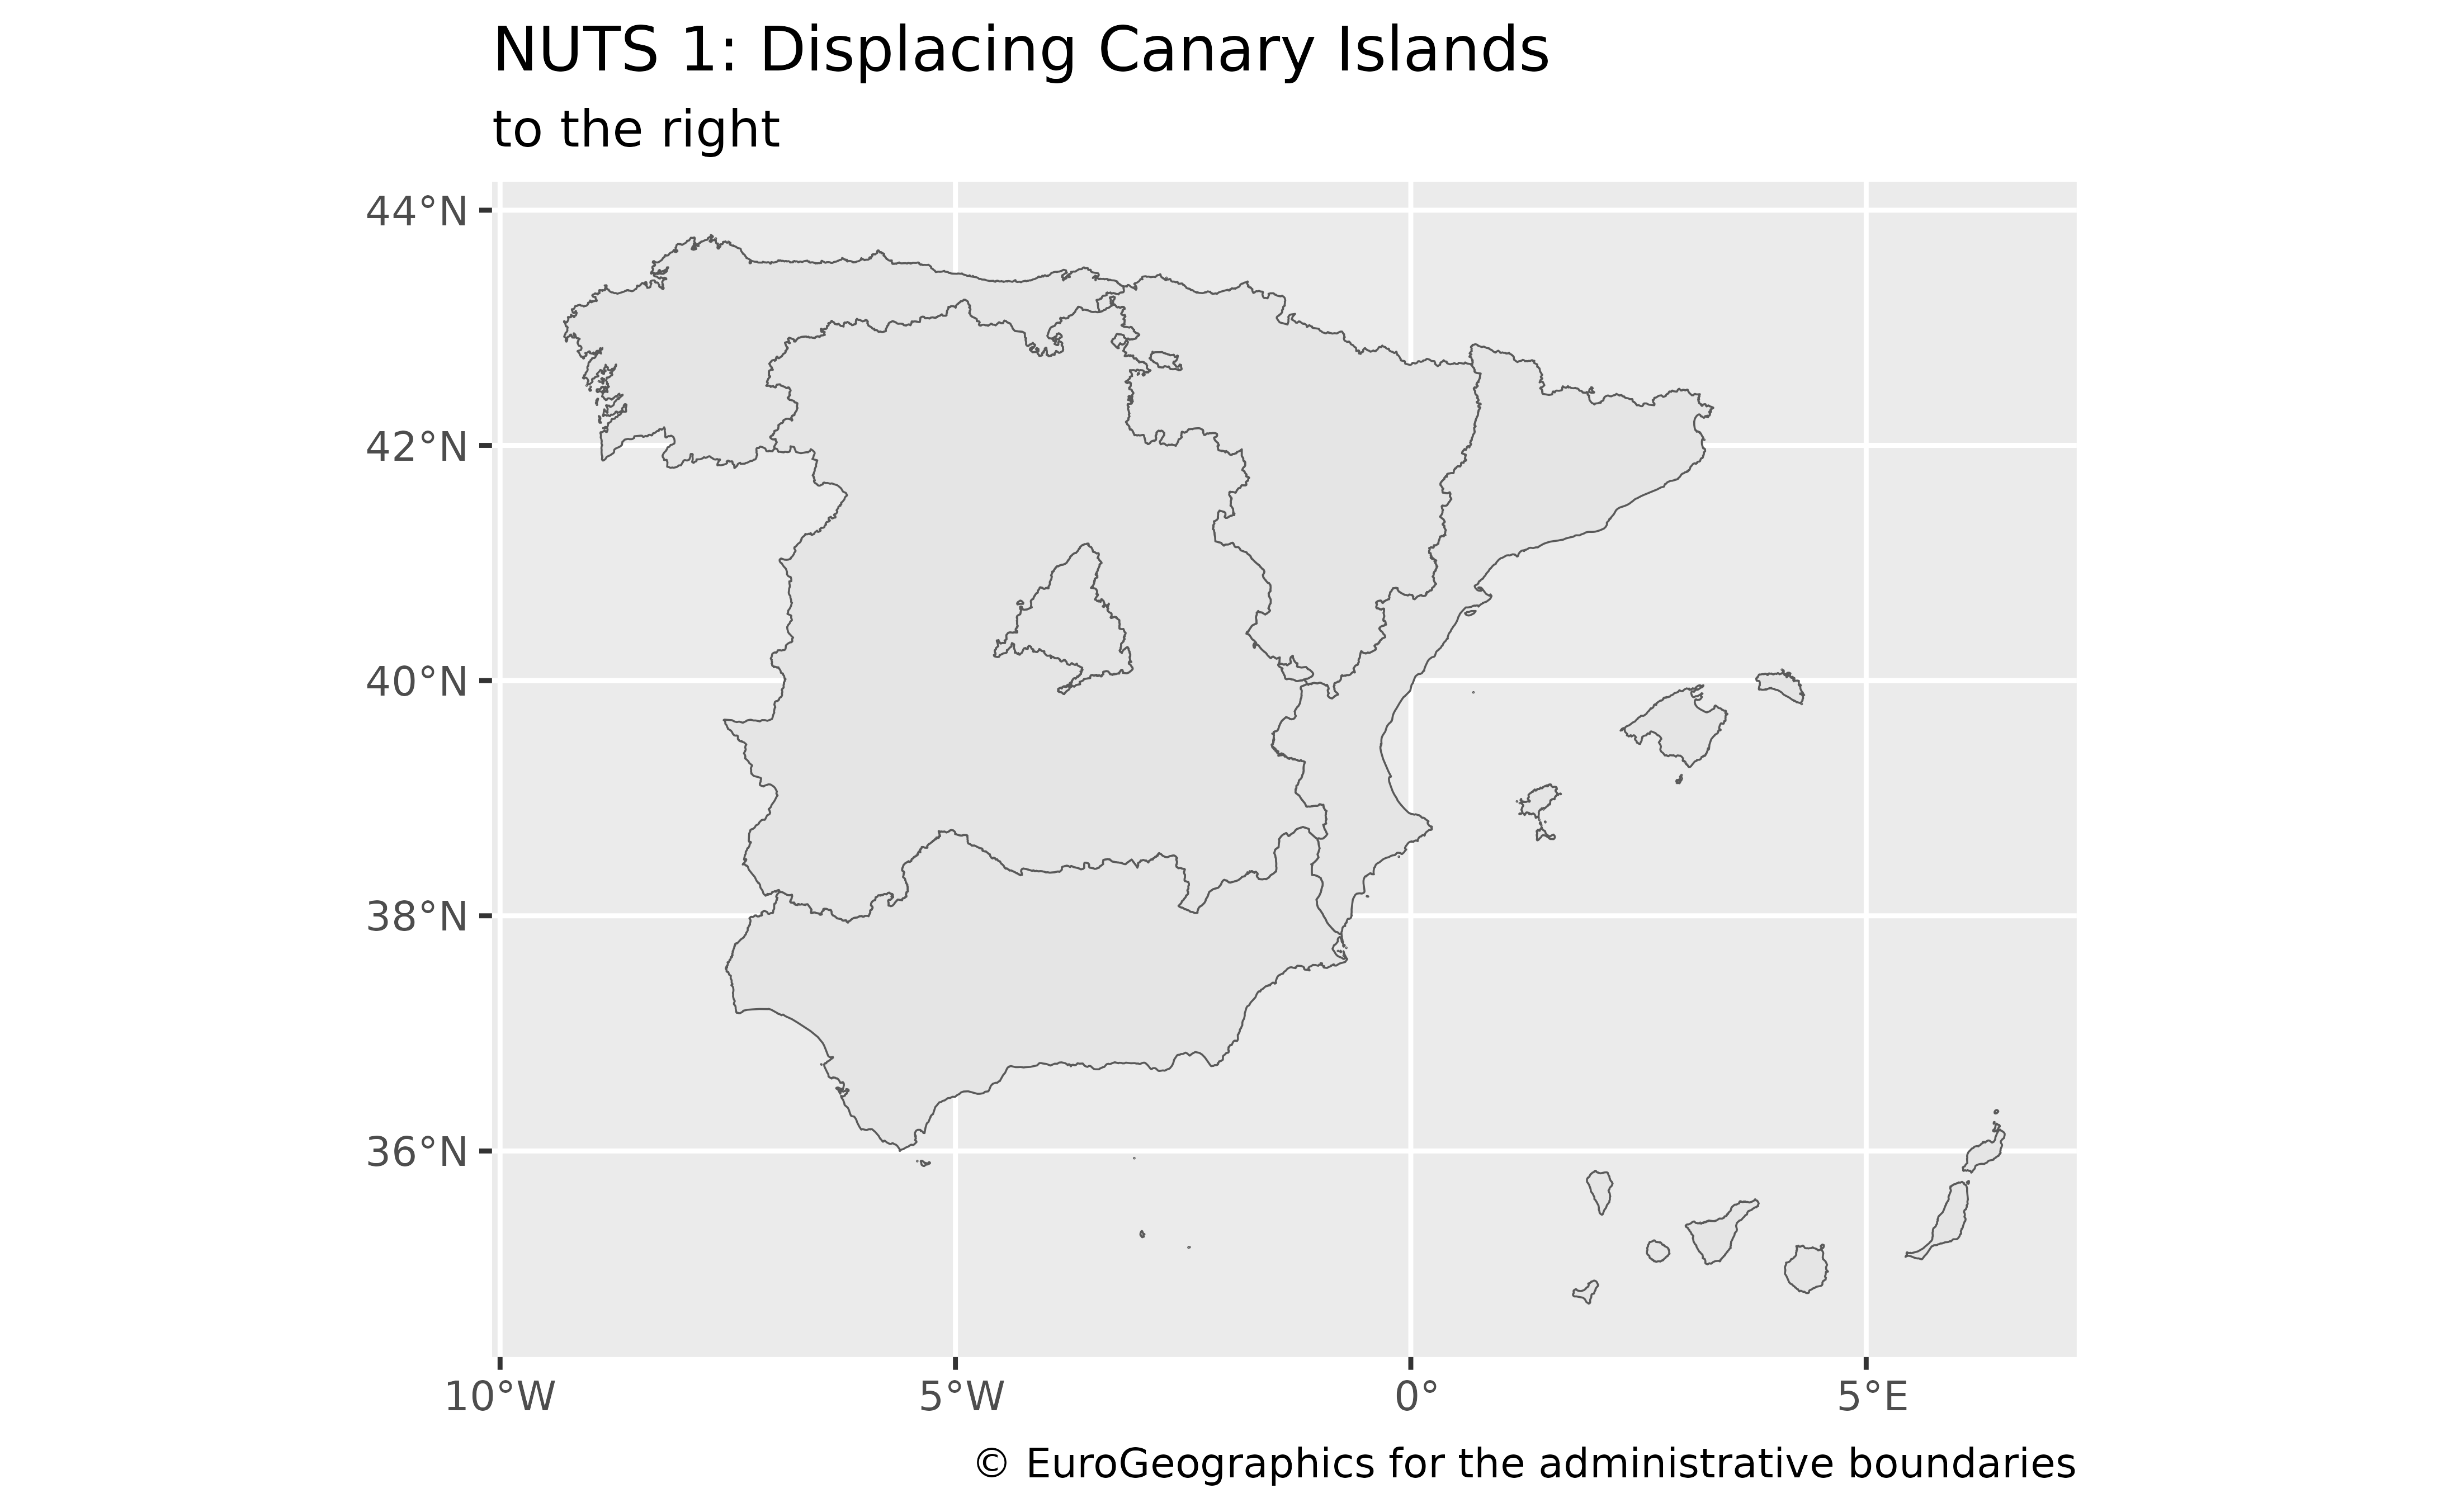 NUTS 1: Displacing Canary Islands
to the right
44°N
42°N
40°N
38°N
36°N
10°W 5°W 0° 5°E
© EuroGeographics for the administrative boundaries